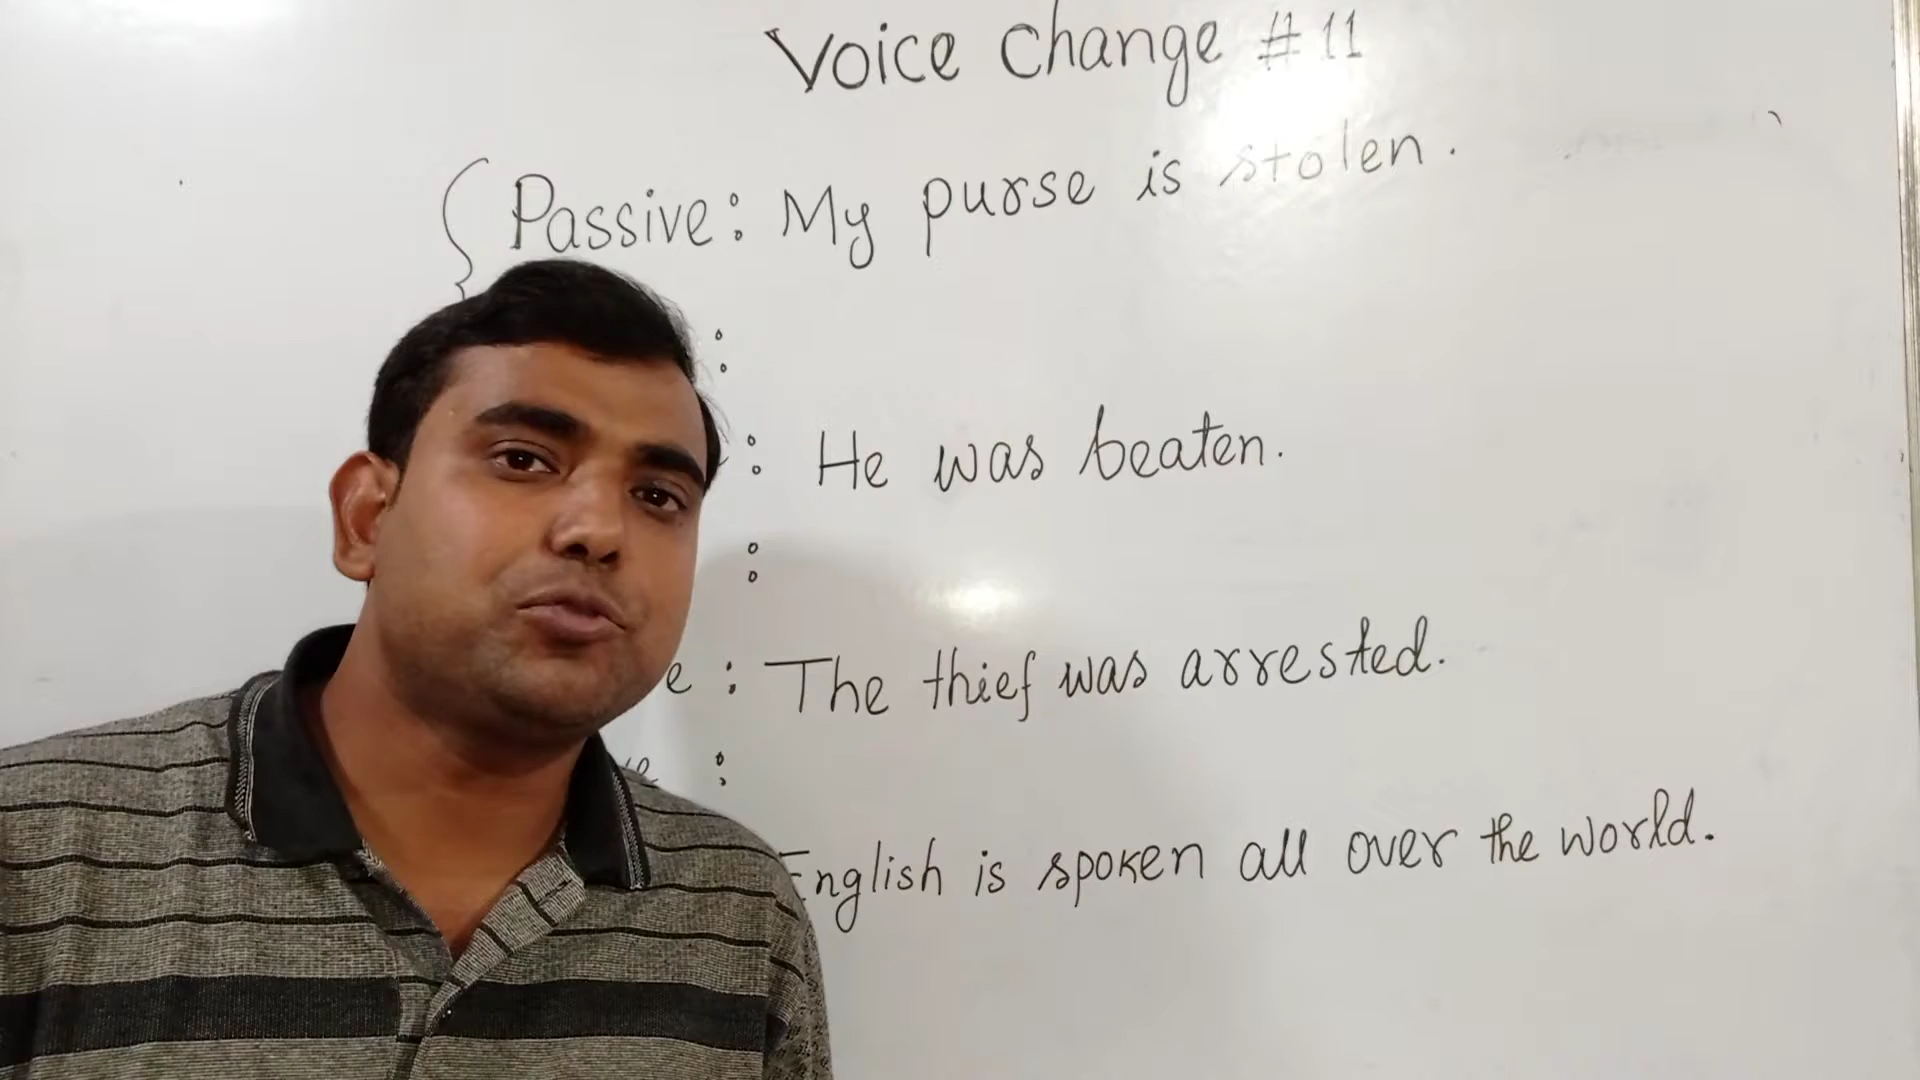 Voice Change #11
Passive: My purse is stolen.
:
: He was beaten.
:
e : The thief was arrested.
ve :
English is spoken all over the world.